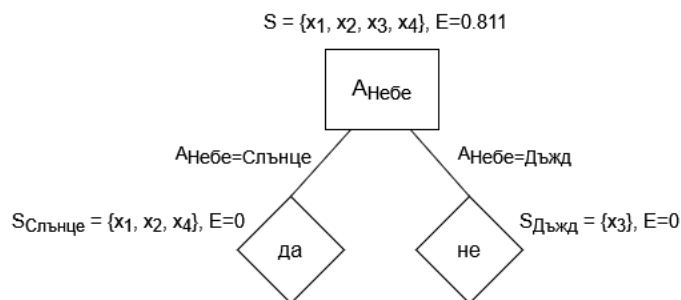 S = {x1, x2, x3, x4}, E=0.811
AНебе
AНебе=Слънце
AНебе=Дъжд
SСлънце = {x1, x2, x4}, E=0
да
не
SДъжд = {x3}, E=0